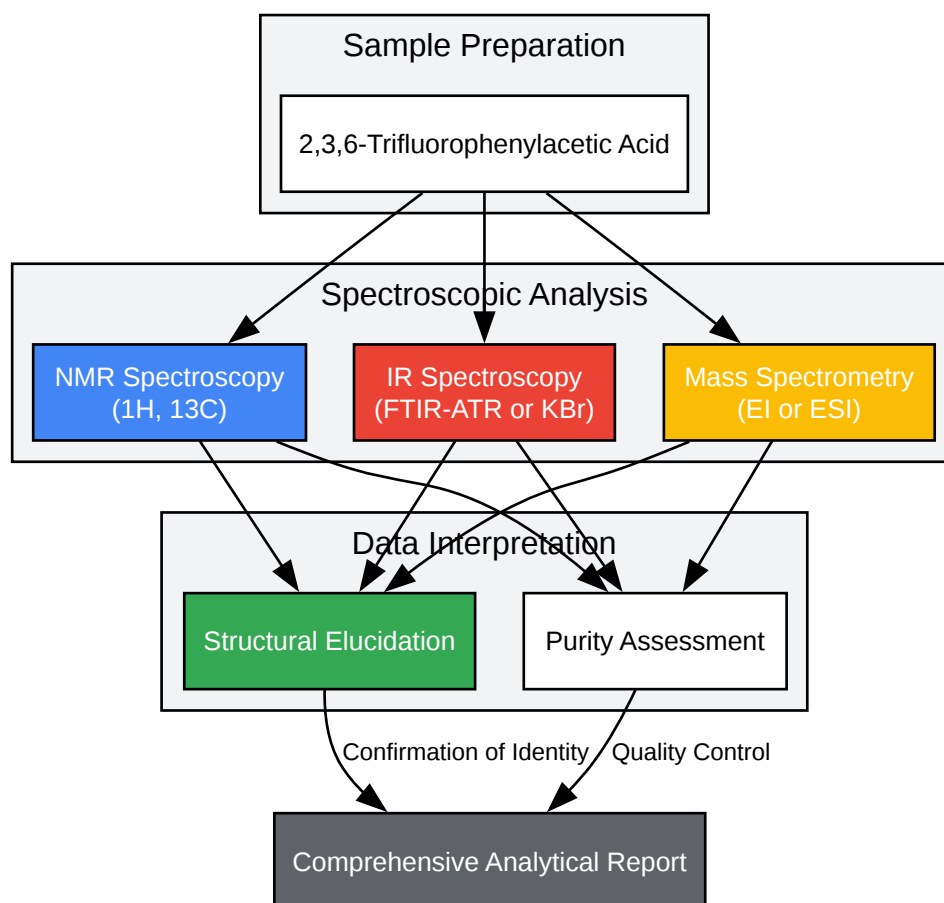 Sample Preparation
2,3,6-Trifluorophenylacetic Acid
Spectroscopic Analysis
NMR Spectroscopy
(1H, 13C)
IR Spectroscopy
(FTIR-ATR or KBr)
Mass Spectrometry
(EI or ESI)
Data Interpretation
Structural Elucidation
Purity Assessment
Confirmation of Identity
Quality Control
Comprehensive Analytical Report